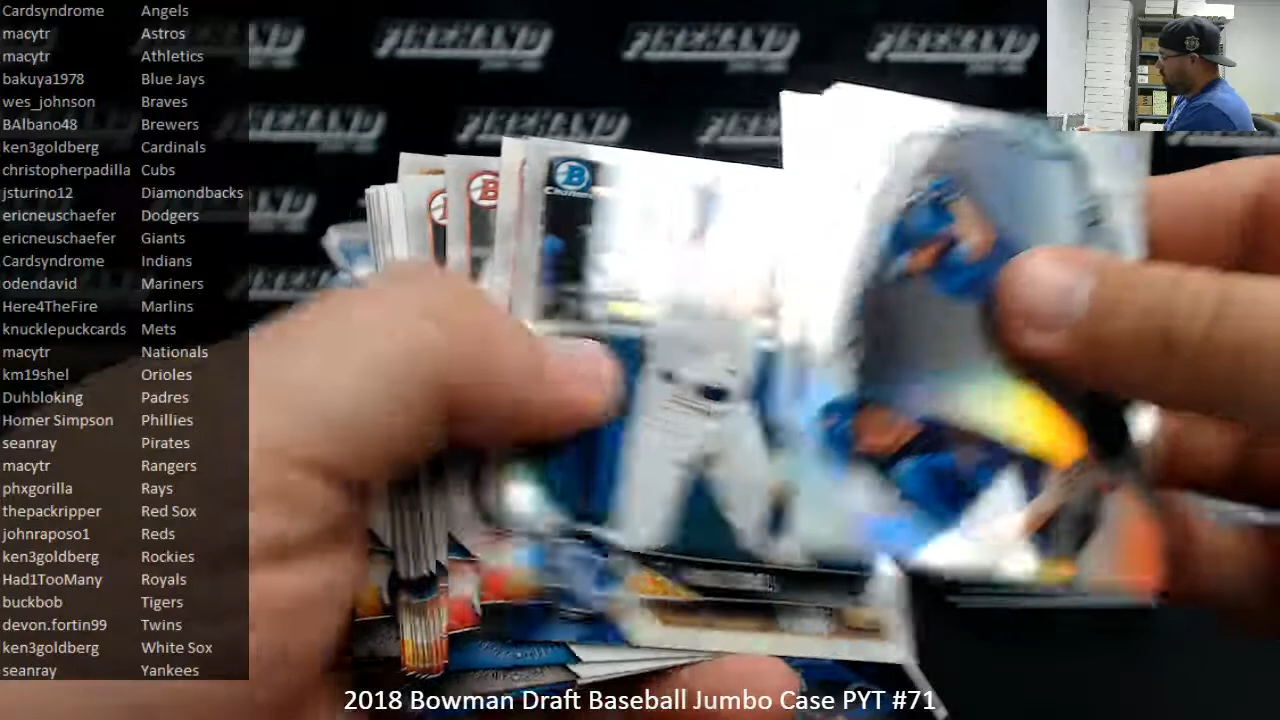 Cardsyndrome Angels
macytr Astros
macytr Athletics
bakuya1978 Blue Jays
wes_johnson Braves
BAlbano48 Brewers
ken3goldberg Cardinals
christopherpadilla Cubs
jsturino12 Diamondbacks
ericneuschaefer Dodgers
ericneuschaefer Giants
Cardsyndrome Indians
odendavid Mariners
Here4TheFire Marlins
knucklepuckcards Mets
macytr Nationals
km19shel Orioles
Duhbloking Padres
Homer Simpson Phillies
seanray Pirates
macytr Rangers
phxgorilla Rays
thepackripper Red Sox
johnraposo1 Reds
ken3goldberg Rockies
Had1TooMany Royals
buckbob Tigers
devon.fortin99 Twins
ken3goldberg White Sox
seanray Yankees
FIREHAND FIREHAND FIREHAND
B
B
2018 Bowman Draft Baseball Jumbo Case PYT #71